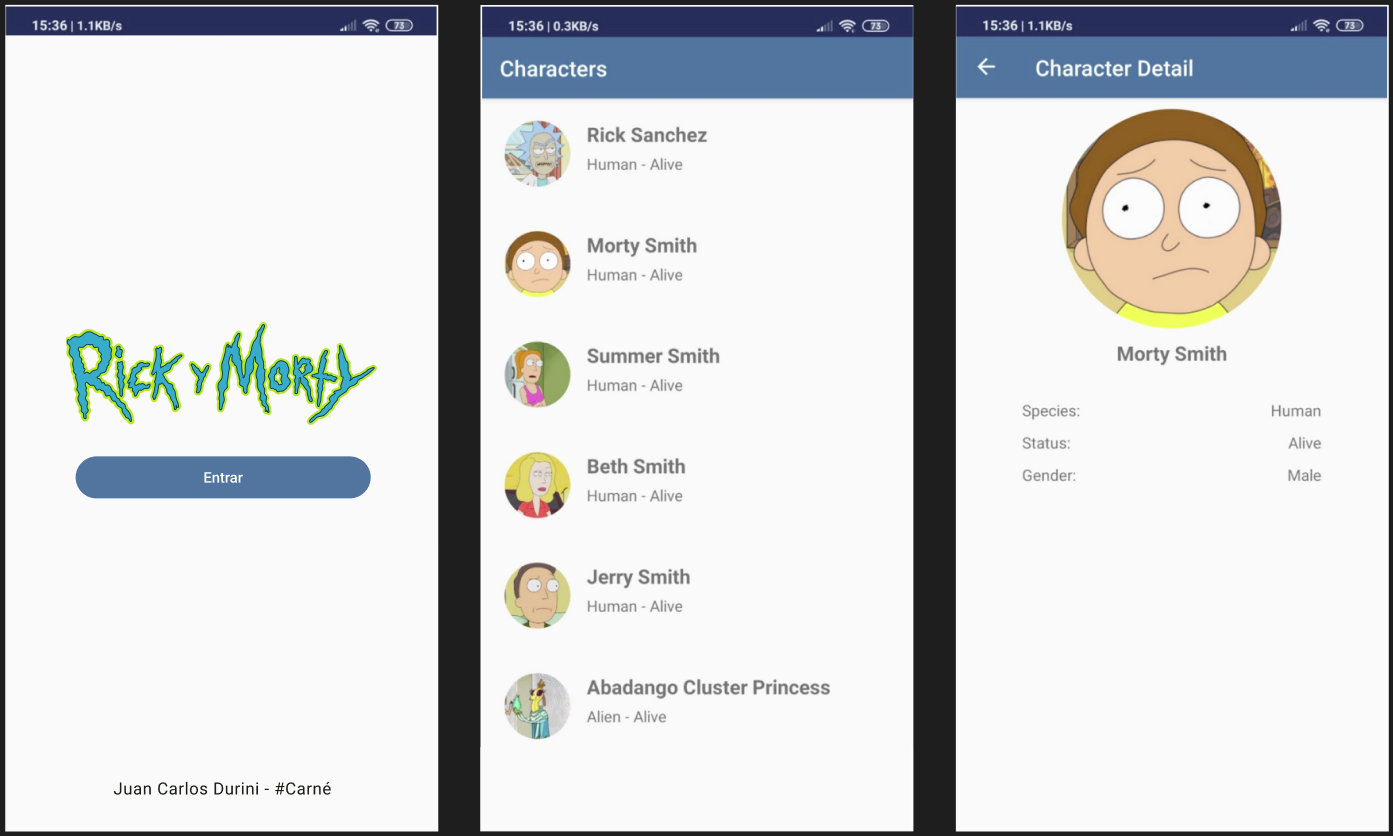 15:36 | 1.1KB/s
73
Rick y Morty
Entrar
Juan Carlos Durini - #Carné
15:36 | 0.3KB/s
73
Characters
Rick Sanchez
Human - Alive
Morty Smith
Human - Alive
Summer Smith
Human - Alive
Beth Smith
Human - Alive
Jerry Smith
Human - Alive
Abadango Cluster Princess
Alien - Alive
15:36 | 1.1KB/s
73
Character Detail
Morty Smith
Species: Human
Status: Alive
Gender: Male